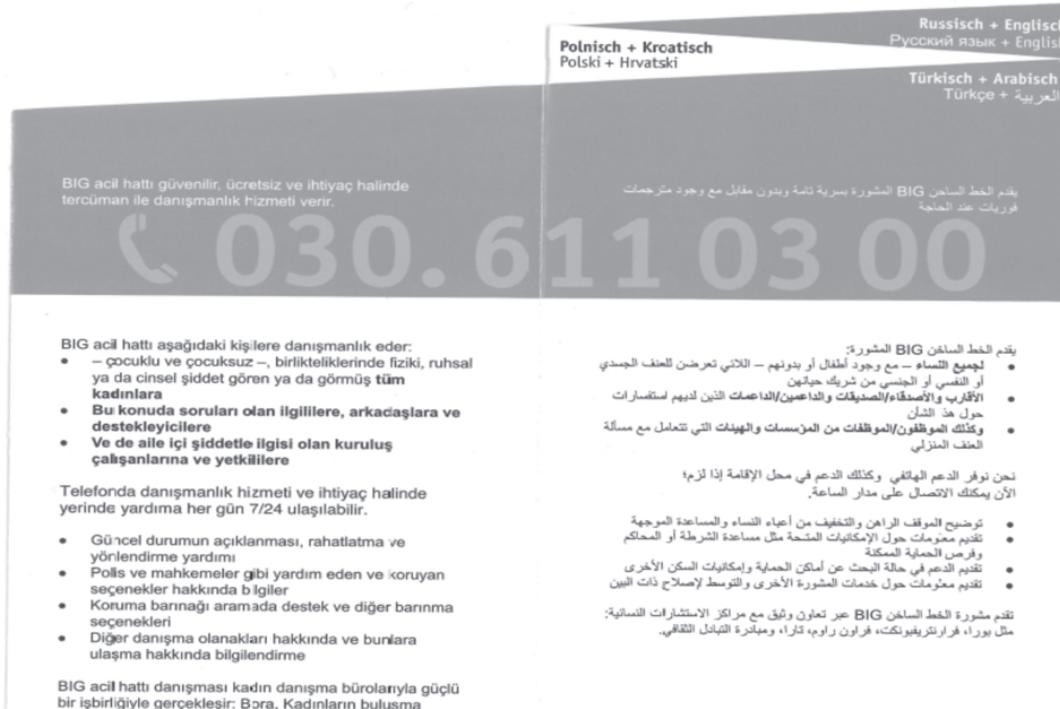 Russisch + Englisch
Русский язык + English
Polnisch + Kroatisch
Polski + Hrvatski
Türkisch + Arabisch
Türkçe + العربية
BIG acil hattı güvenilir, ücretsiz ve ihtiyaç halinde
tercüman ile danışmanlık hizmeti verir.
يقدم الخط الساخن BIG المشورة بسرية تامة وبدون مقابل مع وجود مترجمات
فوريات عند الحاجة
030. 611 03 00
BIG acil hattı aşağıdaki kişilere danışmanlık eder:
• – çocuklu ve çocuksuz –, birlikteliklerinde fiziki, ruhsal
ya da cinsel şiddet gören ya da görmüş tüm
kadınlara
• Bu konuda soruları olan ilgililere, arkadaşlara ve
destekleyicilere
• Ve de aile içi şiddetle ilgisi olan kuruluş
çalışanlarına ve yetkililere
Telefonda danışmanlık hizmeti ve ihtiyaç halinde
yerinde yardıma her gün 7/24 ulaşılabilir.
• Güncel durumun açıklanması, rahatlatma ve
yönlendirme yardımı
• Polis ve mahkemeler gibi yardım eden ve koruyan
seçenekler hakkında bilgiler
• Koruma barınağı aramada destek ve diğer barınma
seçenekleri
• Diğer danışma olanakları hakkında ve bunlara
ulaşma hakkında bilgilendirme
BIG acil hattı danışması kadın danışma bürolarıyla güçlü
bir işbirliğiyle gerçekleşir: Bora, Kadınların buluşma
يقدم الخط الساخن BIG المشورة:
• لجميع النساء – مع وجود أطفال أو بدونهم – اللاتي تعرضن للعنف الجسدي
أو النفسي أو الجنسي من شريك حياتهن
• الأقارب والأصدقاء/الصديقات والداعمين/الداعمات الذين لديهم استفسارات
حول هذ الشأن
• وكذلك الموظفون/الموظفات من المؤسسات والهيئات التي تتعامل مع مسألة
العنف المنزلي
نحن نوفر الدعم الهاتفي وكذلك الدعم في محل الإقامة إذا لزم؛
الآن يمكنك الاتصال على مدار الساعة.
• توضيح الموقف الراهن والتخفيف من أعباء النساء والمساعدة الموجهة
• تقديم معلومات حول الإمكانيات المتحة مثل مساعدة الشرطة أو المحاكم
وفرص الحماية الممكنة
• تقديم الدعم في حالة البحث عن أماكن الحماية وإمكانيات السكن الأخرى
• تقديم معلومات حول خدمات المشورة الأخرى والتوسط لإصلاح ذات البين
تقدم مشورة الخط الساخن BIG عبر تعاون وثيق مع مراكز الاستشارات النسائية:
مثل بورا، فراونتريفبونكت، فراون راوم، تارا، ومبادرة التبادل الثقافي.